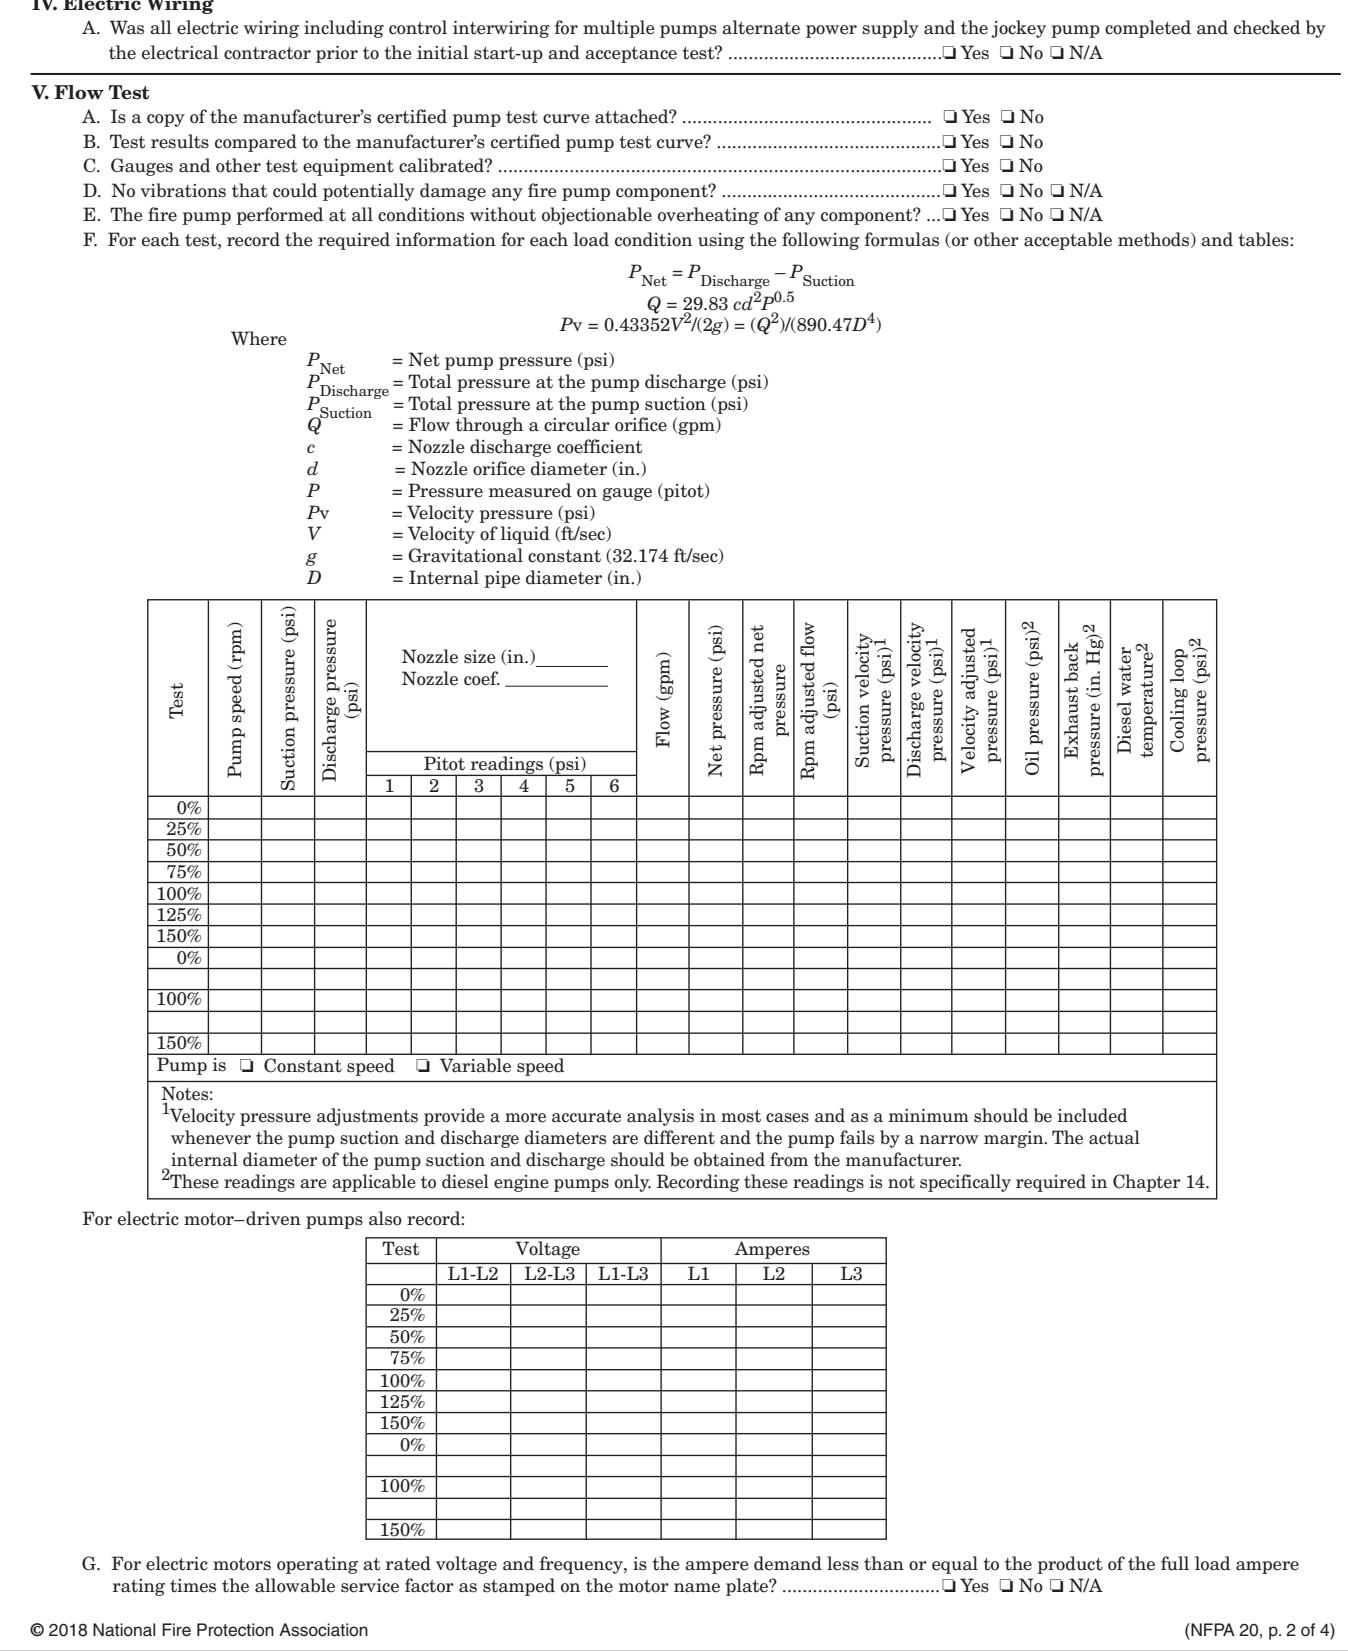 IV. Electric Wiring
A. Was all electric wiring including control interwiring for multiple pumps alternate power supply and the jockey pump completed and checked by
the electrical contractor prior to the initial start-up and acceptance test? ........................................❏ Yes ❏ No ❏ N/A
V. Flow Test
A. Is a copy of the manufacturer’s certified pump test curve attached? ................................................. ❏ Yes ❏ No
B. Test results compared to the manufacturer’s certified pump test curve? ............................................❏ Yes ❏ No
C. Gauges and other test equipment calibrated? .......................................................................................❏ Yes ❏ No
D. No vibrations that could potentially damage any fire pump component? ...........................................❏ Yes ❏ No ❏ N/A
E. The fire pump performed at all conditions without objectionable overheating of any component? ...❏ Yes ❏ No ❏ N/A
F. For each test, record the required information for each load condition using the following formulas (or other acceptable methods) and tables:
P_Net = P_Discharge – P_Suction
Q = 29.83 cd²P^0.5
Pv = 0.43352V²/(2g) = (Q²)/(890.47D⁴)
Where
P_Net = Net pump pressure (psi)
P_Discharge = Total pressure at the pump discharge (psi)
P_Suction = Total pressure at the pump suction (psi)
Q = Flow through a circular orifice (gpm)
c = Nozzle discharge coefficient
d = Nozzle orifice diameter (in.)
P = Pressure measured on gauge (pitot)
Pv = Velocity pressure (psi)
V = Velocity of liquid (ft/sec)
g = Gravitational constant (32.174 ft/sec)
D = Internal pipe diameter (in.)
Test
Pump speed (rpm)
Suction pressure (psi)
Discharge pressure
(psi)
Nozzle size (in.)________
Nozzle coef. ___________
Pitot readings (psi)
1 2 3 4 5 6
Flow (gpm)
Net pressure (psi)
Rpm adjusted net
pressure
Rpm adjusted flow
(psi)
Suction velocity
pressure (psi)¹
Discharge velocity
pressure (psi)¹
Velocity adjusted
pressure (psi)¹
Oil pressure (psi)²
Exhaust back
pressure (in. Hg)²
Diesel water
temperature²
Cooling loop
pressure (psi)²
0%
25%
50%
75%
100%
125%
150%
0%
100%
150%
Pump is ❏ Constant speed ❏ Variable speed
Notes:
¹Velocity pressure adjustments provide a more accurate analysis in most cases and as a minimum should be included
whenever the pump suction and discharge diameters are different and the pump fails by a narrow margin. The actual
internal diameter of the pump suction and discharge should be obtained from the manufacturer.
²These readings are applicable to diesel engine pumps only. Recording these readings is not specifically required in Chapter 14.
For electric motor–driven pumps also record:
Test Voltage Amperes
L1-L2 L2-L3 L1-L3 L1 L2 L3
0%
25%
50%
75%
100%
125%
150%
0%
100%
150%
G. For electric motors operating at rated voltage and frequency, is the ampere demand less than or equal to the product of the full load ampere
rating times the allowable service factor as stamped on the motor name plate? ...............................❏ Yes ❏ No ❏ N/A
© 2018 National Fire Protection Association (NFPA 20, p. 2 of 4)